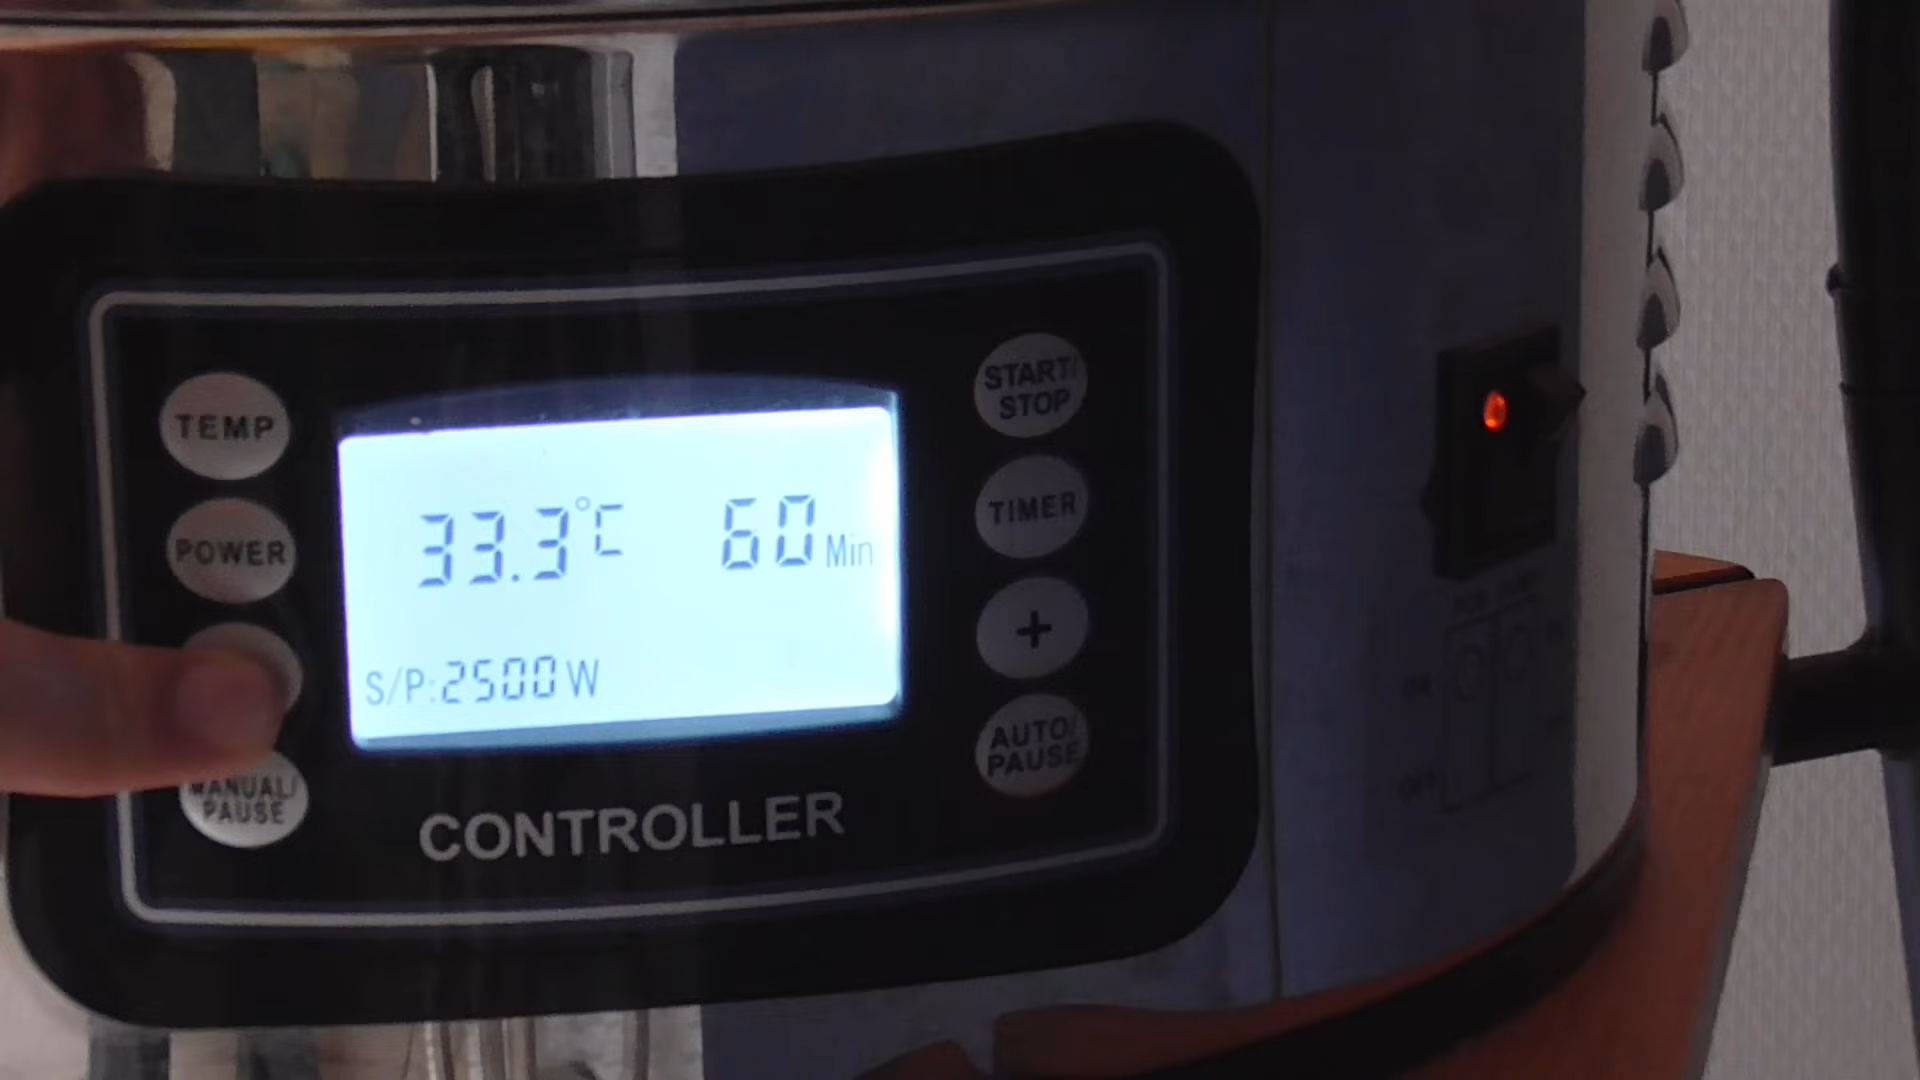 TEMP
POWER
MANUAL/
PAUSE
33.3°C 60 Min
S/P:2500 W
CONTROLLER
START/
STOP
TIMER
+
AUTO/
PAUSE